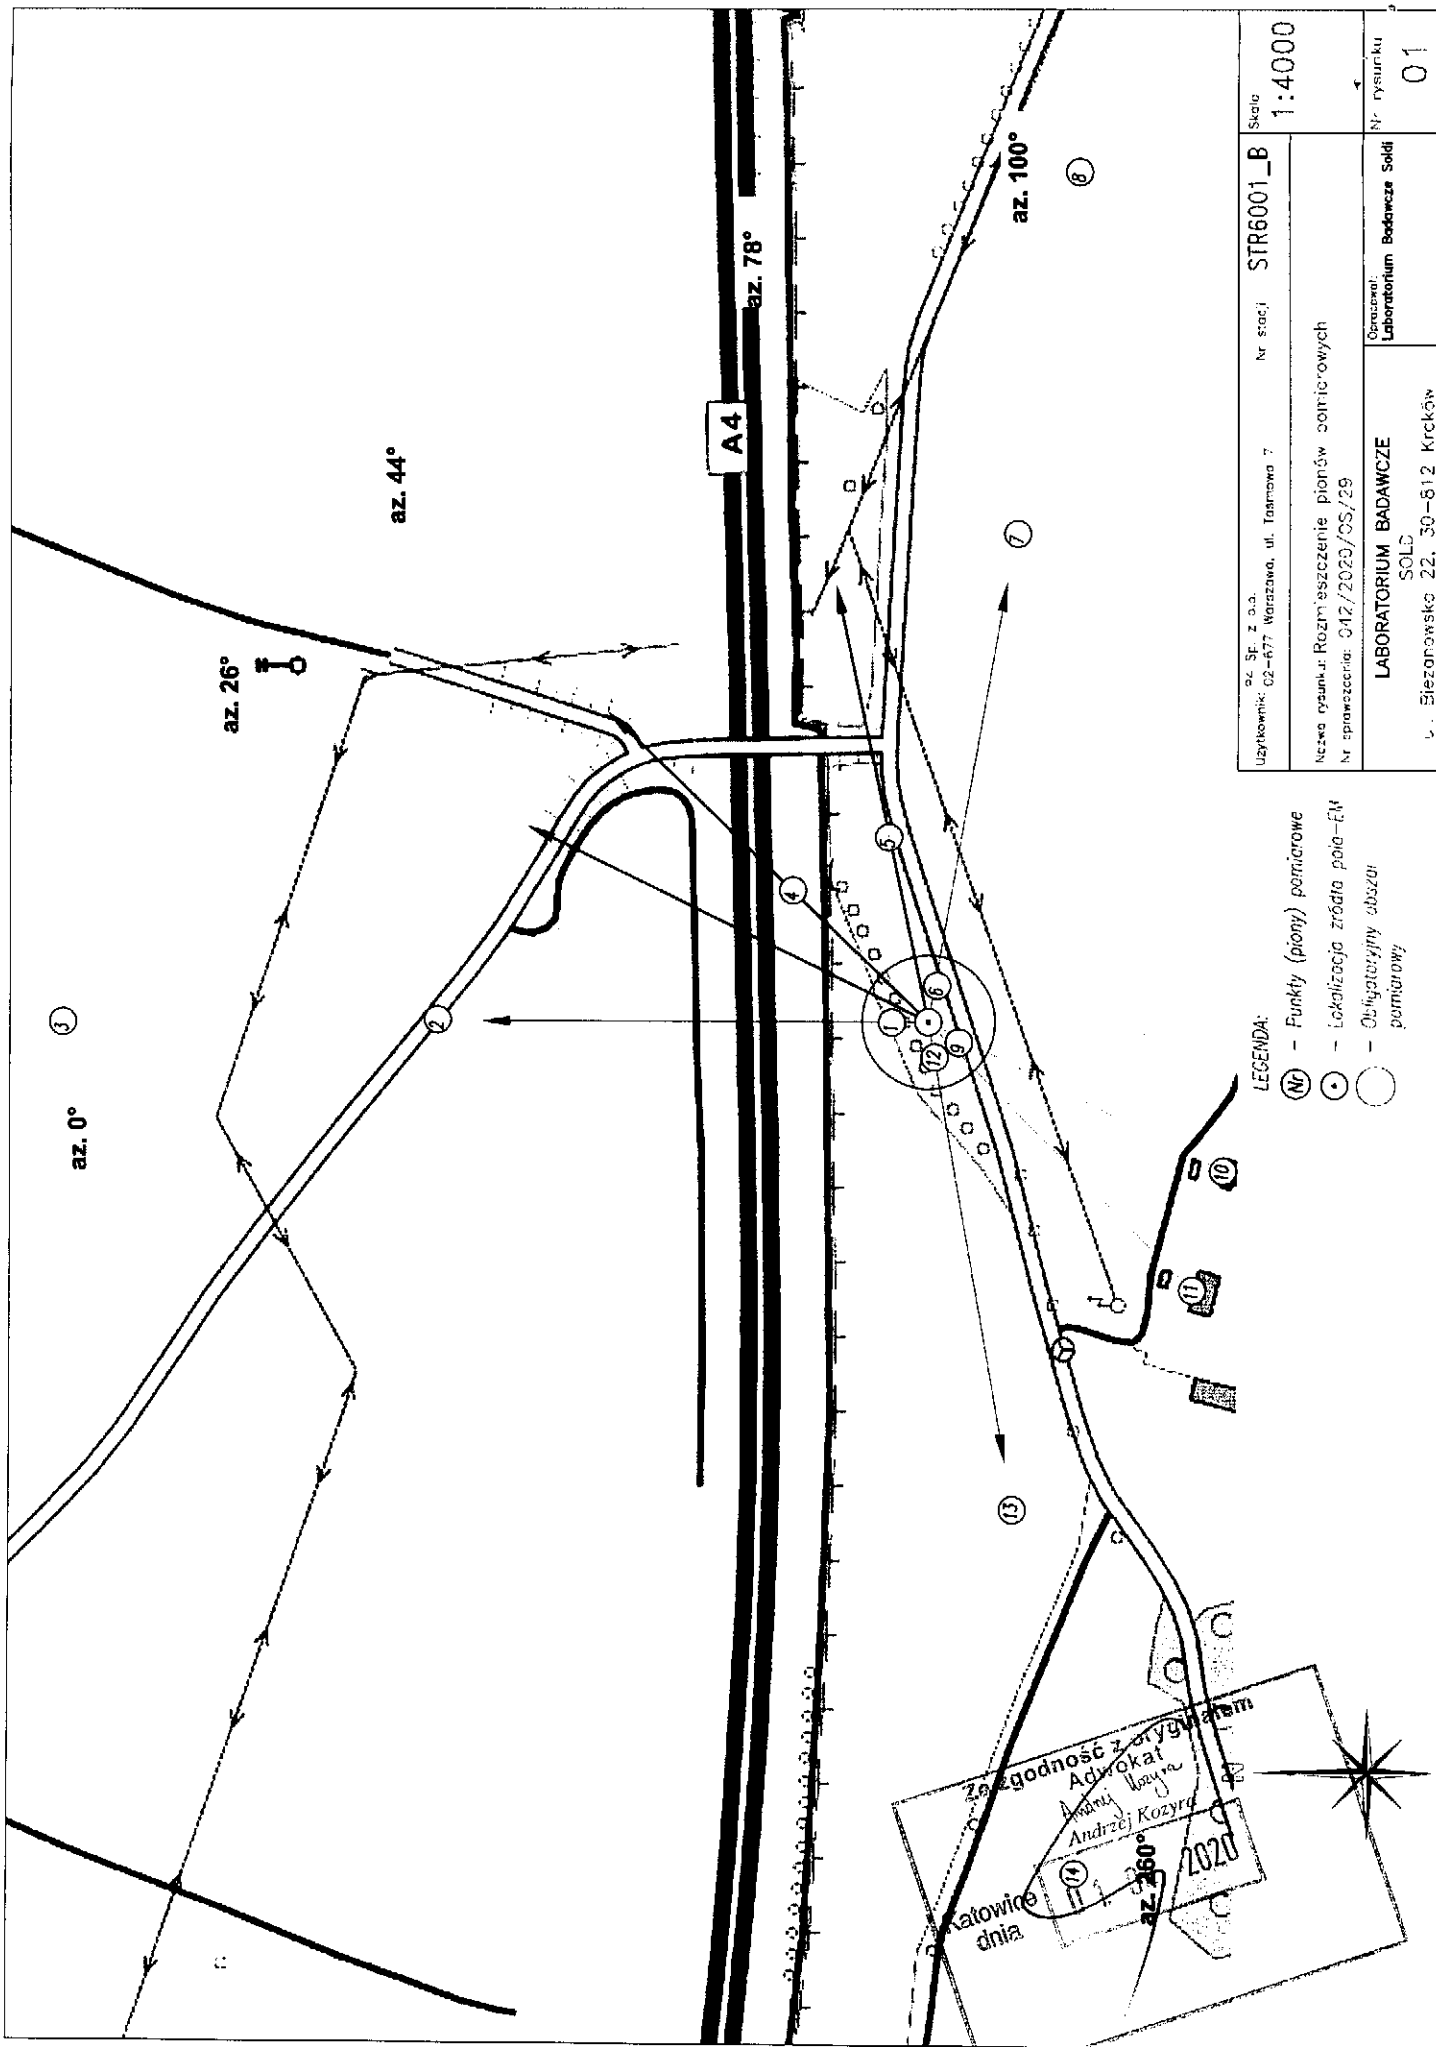 az. 0°
az. 26°
az. 44°
az. 78°
az. 100°
az. 260°
A4
3
2
4
1
5
6
12
9
7
8
13
10
11
14
LEGENDA:
Nr – Punkty (piony) pomiarowe
– Lokalizacja źródła pola-EM
– Obligatoryjny obszar
pomiarowy
Użytkownik:
Sp. z o.o.
02-677 Warszawa, ul. Taśmowa 7
Nr stacji STR6001_B
Skala
1:4000
Nazwa rysunku: Rozmieszczenie pionów pomiarowych
Nr sprawozdania: 042/2020/OS/29
LABORATORIUM BADAWCZE
ul. Bieżanowska 22, 30-812 Kraków
Opracował:
Laboratorium Badawcze Soldi
Nr rysunku
01
Za zgodność z oryginałem
Adwokat
Andrzej Kozyra
Katowice
dnia
2020